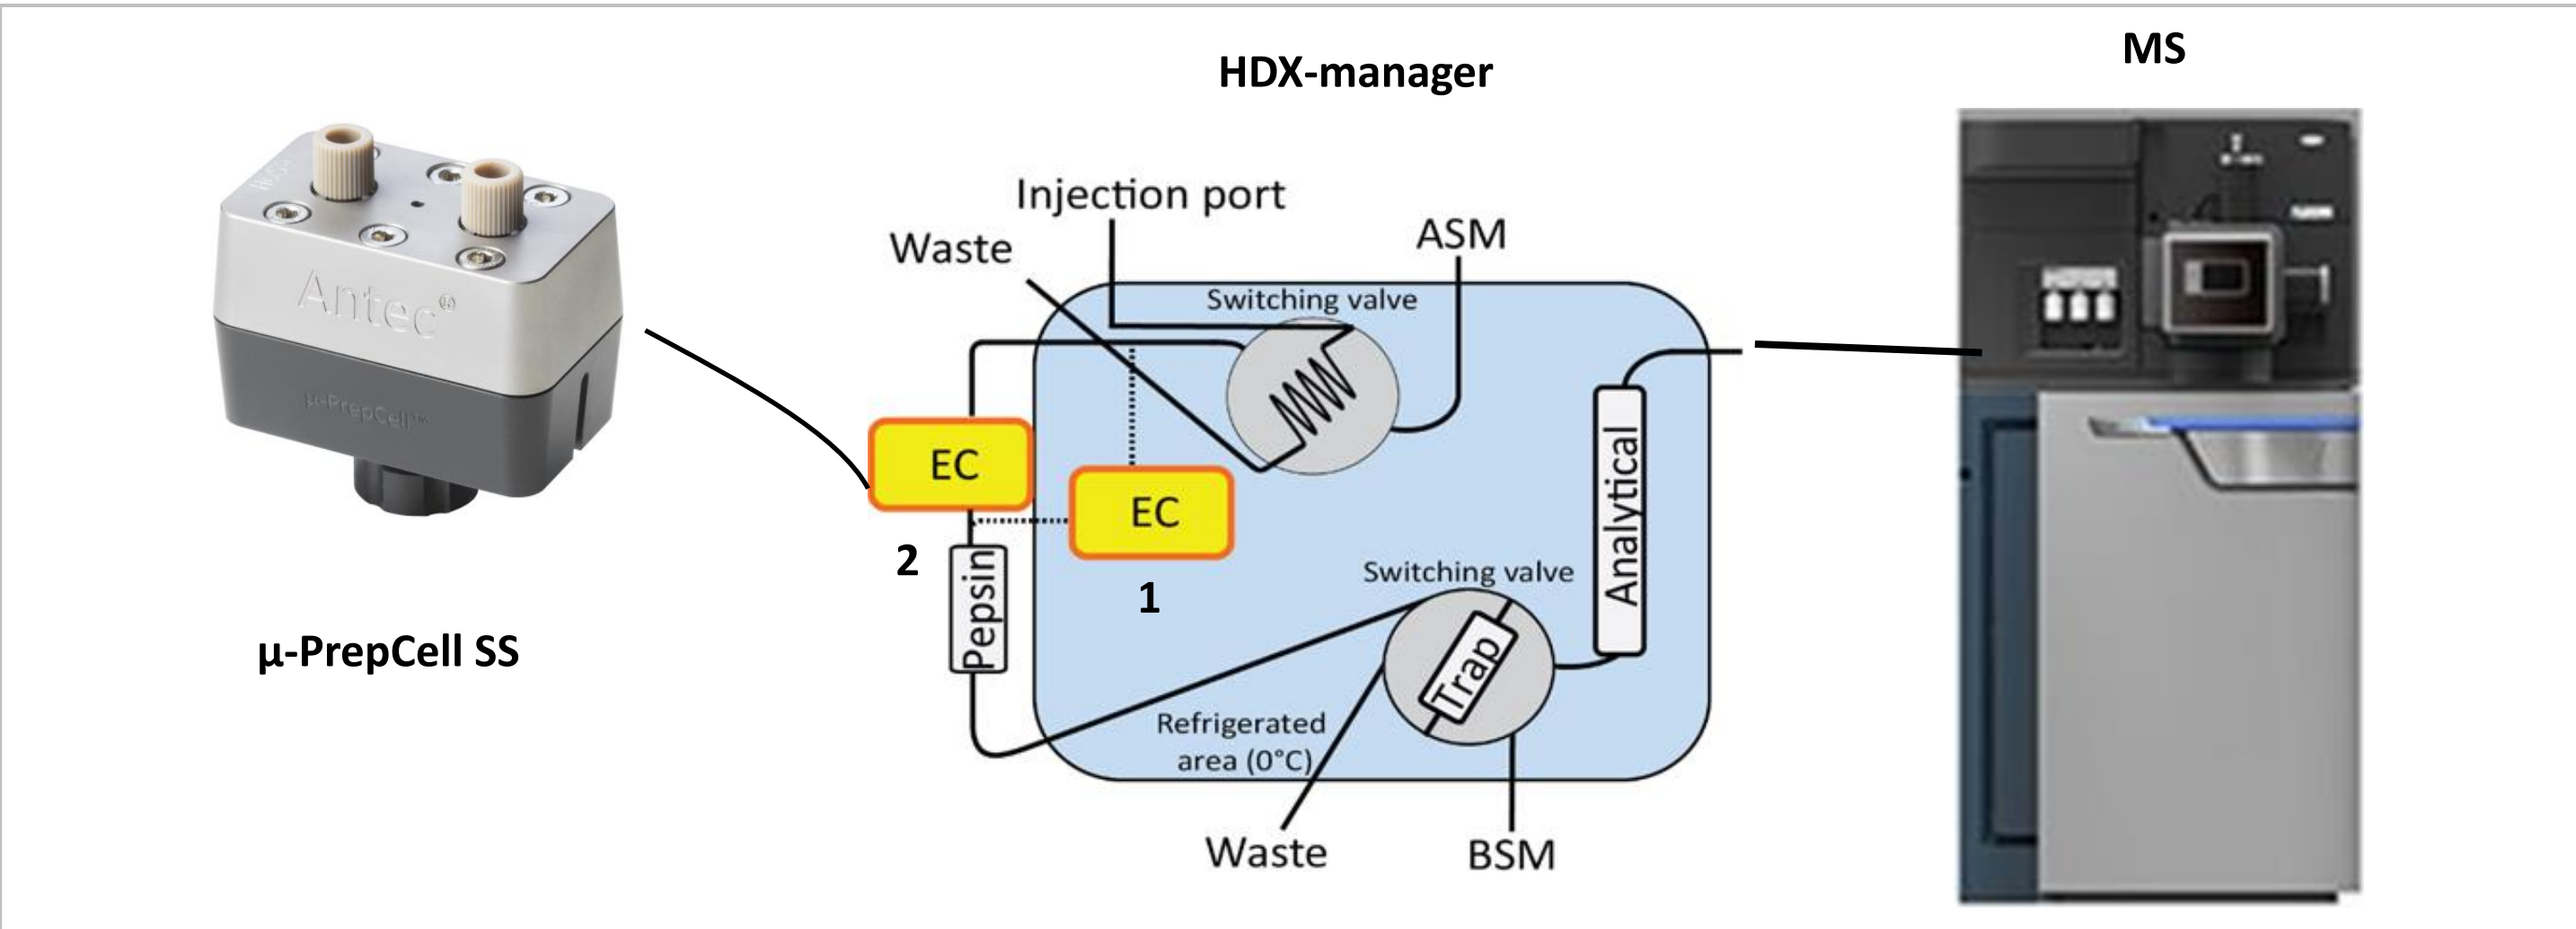 HDX-manager
MS
Injection port
Waste
ASM
Switching valve
Antec®
µ-PrepCell™
EC
EC
2
1
Pepsin
Analytical
Switching valve
Trap
µ-PrepCell SS
Refrigerated
area (0°C)
Waste
BSM